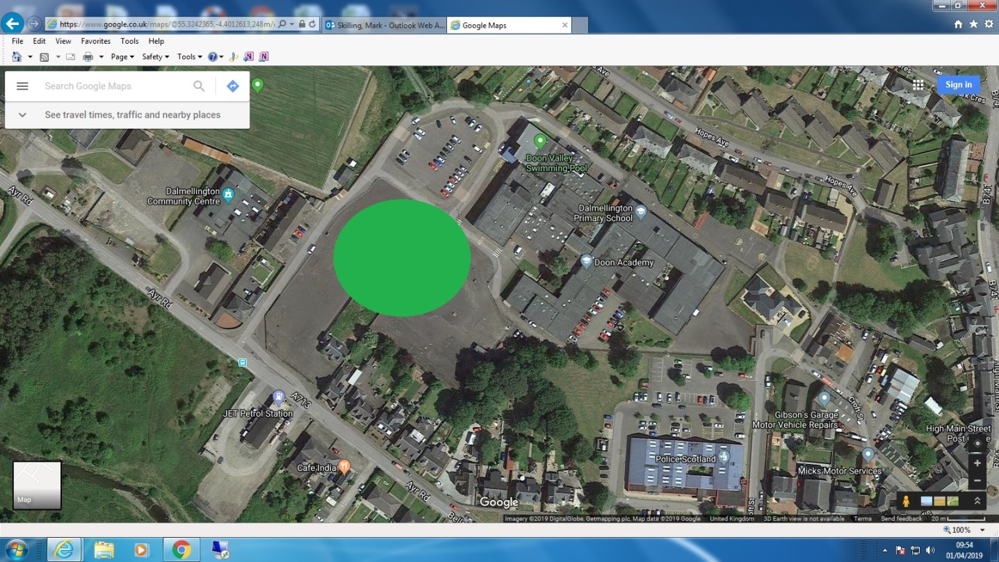 https://www.google.co.uk/maps/@55.3242365,-4.4012613,248m/
Skilling, Mark - Outlook Web A...
Google Maps
File Edit View Favorites Tools Help
Page Safety Tools
Search Google Maps
Sign in
See travel times, traffic and nearby places
Hopes Ave
Hopes Ave
B741
B741
B741
Doon Valley
Swimming Pool
Dalmellington
Community Centre
Ayr Rd
Dalmellington
Primary School
Doon Academy
Ayr Rd
A713
JET Petrol Station
Croft St
Gibson's Garage
Motor Vehicle Repairs
High Main Street
Post
Police Scotland
Micks Motor Services
Cafe India
Ayr Rd
Google
Map
Imagery ©2019 DigitalGlobe, Getmapping plc, Map data ©2019 Google United Kingdom 3D Earth view is not available Terms Send feedback 20 m
100%
09:54
01/04/2019